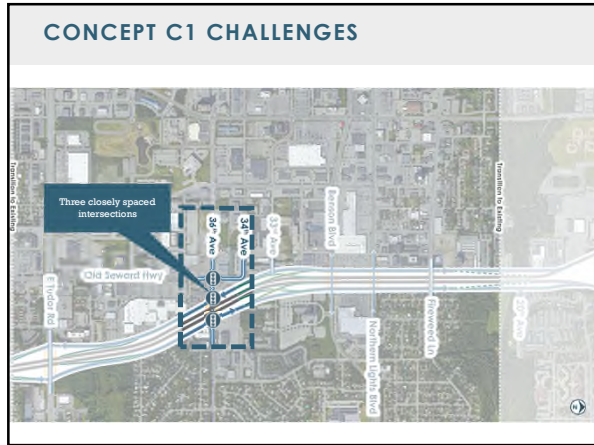 CONCEPT C1 CHALLENGES
Transition to Existing
Three closely spaced
intersections
36th Ave
34th Ave
33rd Ave
Benson Blvd
Transition to Existing
Old Seward Hwy
E Tudor Rd
Northern Lights Blvd
Fireweed Ln
20th Ave
N